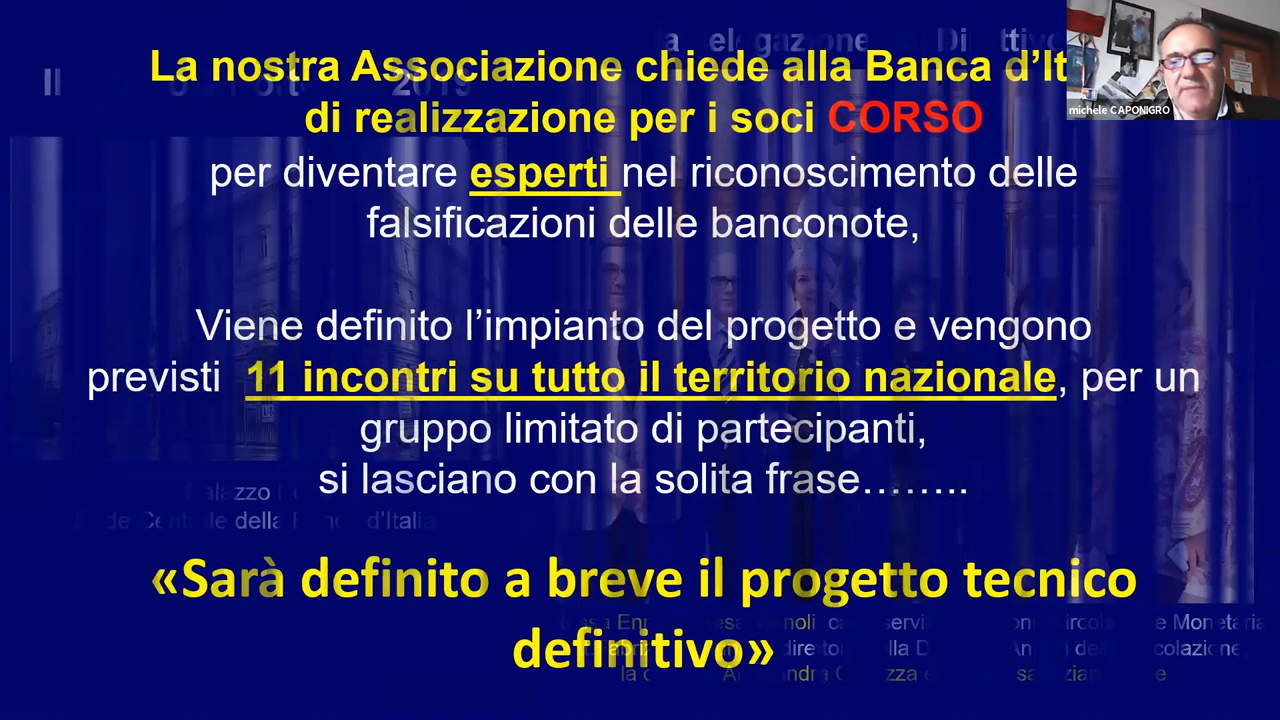 La nostra Associazione chiede alla Banca d’It
di realizzazione per i soci CORSO
per diventare esperti nel riconoscimento delle
falsificazioni delle banconote,
Viene definito l’impianto del progetto e vengono
previsti 11 incontri su tutto il territorio nazionale, per un
gruppo limitato di partecipanti,
si lasciano con la solita frase……..
«Sarà definito a breve il progetto tecnico
definitivo»
michele CAPONIGRO
2019
d’Italia